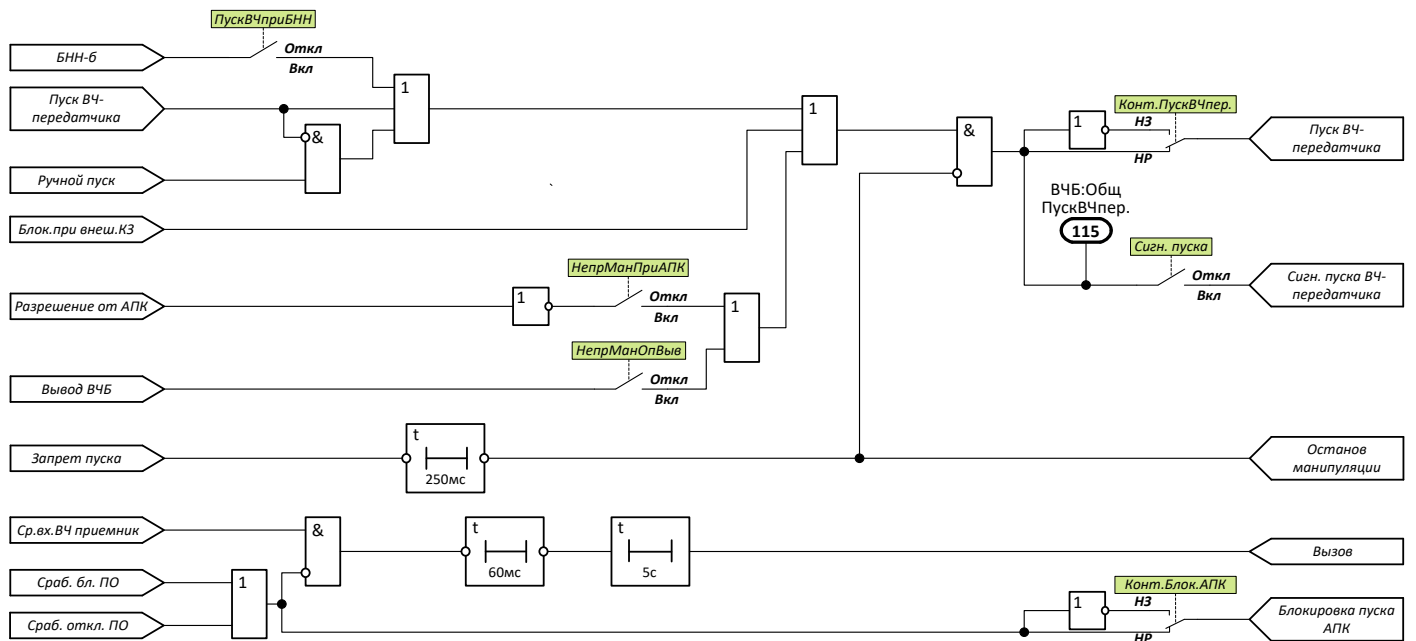 ПускВЧприБНН
БНН-б
Откл
Вкл
Пуск ВЧ-
передатчика
1
&
Ручной пуск
Блок.при внеш.КЗ
1
&
Конт.ПускВЧпер.
1
НЗ
НР
Пуск ВЧ-
передатчика
ВЧБ:Общ
ПускВЧпер.
115
Сигн. пуска
Откл
Вкл
Сигн. пуска ВЧ-
передатчика
Разрешение от АПК
1
НепрМанПриАПК
Откл
Вкл
1
НепрМанОпВыв
Вывод ВЧБ
Откл
Вкл
Запрет пуска
t
250мс
Останов
манипуляции
Ср.вх.ВЧ приемник
&
t
60мс
t
5с
Вызов
Сраб. бл. ПО
1
Сраб. откл. ПО
Конт.Блок.АПК
1
НЗ
НР
Блокировка пуска
АПК